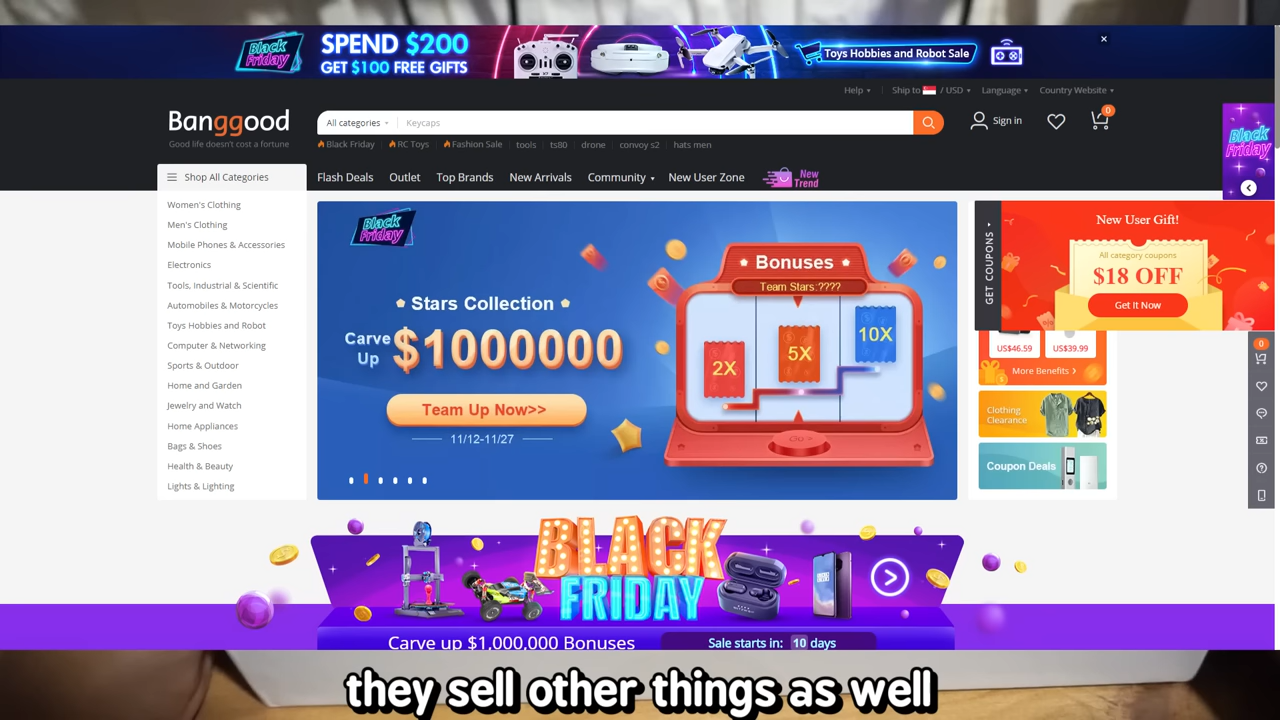 Black Friday
SPEND $200
GET $100 FREE GIFTS
Toys Hobbies and Robot Sale
Help
Ship to / USD
Language
Country Website
Banggood
Good life doesn't cost a fortune
All categories
Keycaps
Sign in
0
Black Friday
RC Toys
Fashion Sale
tools
ts80
drone
convoy s2
hats men
Black Friday
Shop All Categories
Flash Deals
Outlet
Top Brands
New Arrivals
Community
New User Zone
New Trend
Women's Clothing
Men's Clothing
Mobile Phones & Accessories
Electronics
Tools, Industrial & Scientific
Automobiles & Motorcycles
Toys Hobbies and Robot
Computer & Networking
Sports & Outdoor
Home and Garden
Jewelry and Watch
Home Appliances
Bags & Shoes
Health & Beauty
Lights & Lighting
Black Friday
Stars Collection
Carve Up $1000000
Team Up Now>>
11/12-11/27
Bonuses
Team Stars:????
2X
5X
10X
GET COUPONS
New User Gift!
All category coupons
$18 OFF
Get It Now
US$46.59
US$39.99
More Benefits
Clothing
Clearance
Coupon Deals
0
BLACK
FRIDAY
Carve up $1,000,000 Bonuses
Sale starts in: 10 days
they sell other things as well